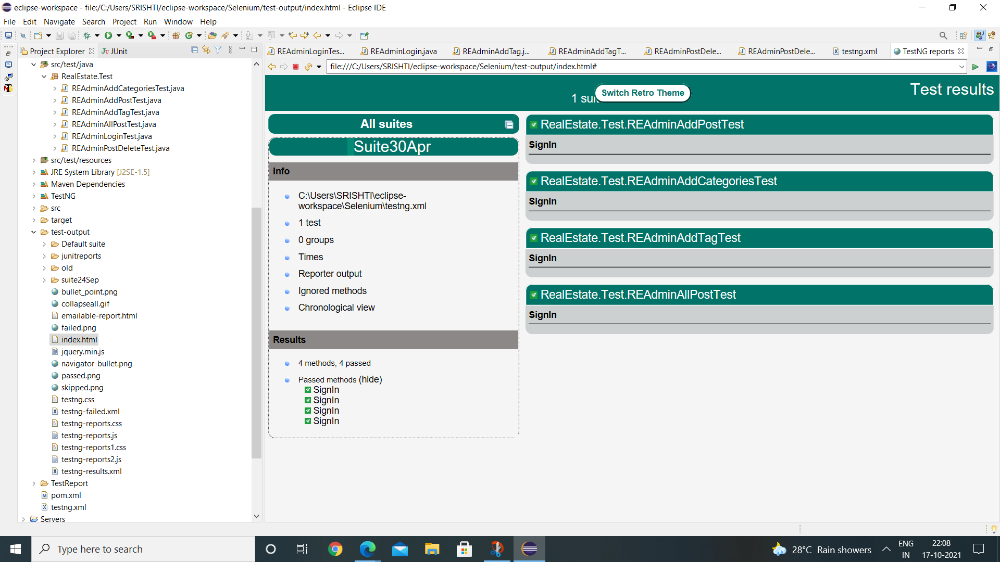 eclipse-workspace - file:/C:/Users/SRISHTI/eclipse-workspace/Selenium/test-output/index.html - Eclipse IDE
File Edit Navigate Search Project Run Window Help
Project Explorer
JUnit
src/test/java
RealEstate.Test
REAdminAddCategoriesTest.java
REAdminAddPostTest.java
REAdminAddTagTest.java
REAdminAllPostTest.java
REAdminLoginTest.java
REAdminPostDeleteTest.java
src/test/resources
JRE System Library [J2SE-1.5]
Maven Dependencies
TestNG
src
target
test-output
Default suite
junitreports
old
suite24Sep
bullet_point.png
collapseall.gif
emailable-report.html
failed.png
index.html
jquery.min.js
navigator-bullet.png
passed.png
skipped.png
testng.css
testng-failed.xml
testng-reports.css
testng-reports.js
testng-reports1.css
testng-reports2.js
testng-results.xml
TestReport
pom.xml
testng.xml
Servers
REAdminLoginTes... REAdminLogin.java REAdminAddTag.j... REAdminAddTagT... REAdminPostDele... REAdminPostDele... testng.xml TestNG reports
file:///C:/Users/SRISHTI/eclipse-workspace/Selenium/test-output/index.html#
Test results
1 sui
Switch Retro Theme
All suites
Suite30Apr
Info
C:\Users\SRISHTI\eclipse-
workspace\Selenium\testng.xml
1 test
0 groups
Times
Reporter output
Ignored methods
Chronological view
Results
4 methods, 4 passed
Passed methods (hide)
SignIn
SignIn
SignIn
SignIn
RealEstate.Test.REAdminAddPostTest
SignIn
RealEstate.Test.REAdminAddCategoriesTest
SignIn
RealEstate.Test.REAdminAddTagTest
SignIn
RealEstate.Test.REAdminAllPostTest
SignIn
Type here to search
28°C Rain showers
ENG
IN
22:08
17-10-2021